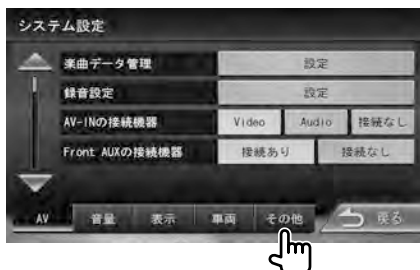 システム設定
楽曲データ管理 設定
録音設定 設定
AV-INの接続機器 Video Audio 接続なし
Front AUXの接続機器 接続あり 接続なし
AV 音量 表示 車両 その他 戻る